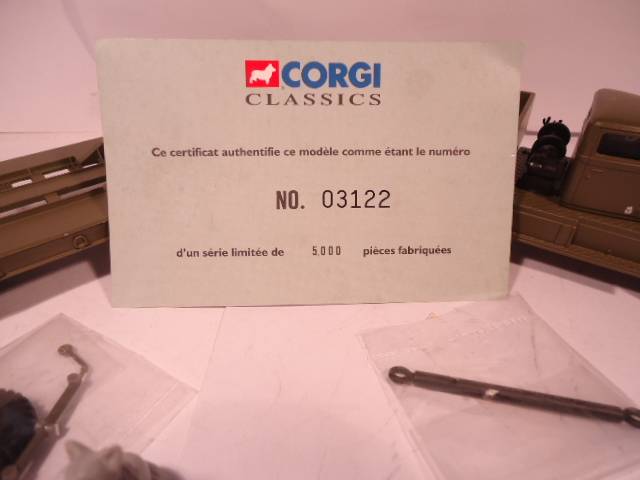 CORGI
CLASSICS
Ce certificat authentifie ce modèle comme étant le numéro
NO. 03122
d'un série limitée de 5,000 pièces fabriquées